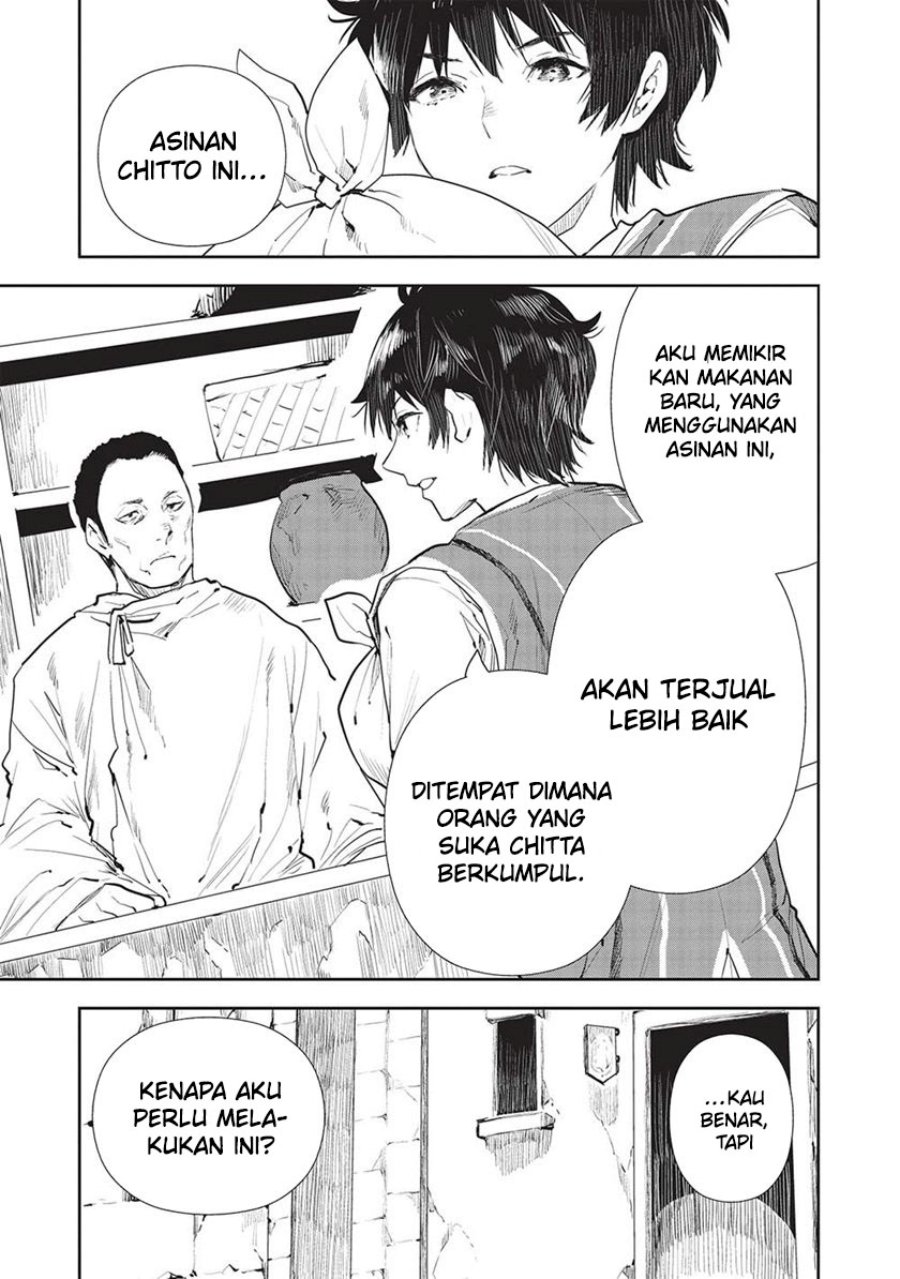 ASINAN
CHITTO INI...
AKU MEMIKIR
KAN MAKANAN
BARU, YANG
MENGGUNAKAN
ASINAN INI,
AKAN TERJUAL
LEBIH BAIK
DITEMPAT DIMANA
ORANG YANG
SUKA CHITTA
BERKUMPUL.
...KAU
BENAR,
TAPI
KENAPA AKU
PERLU MELA-
KUKAN INI?